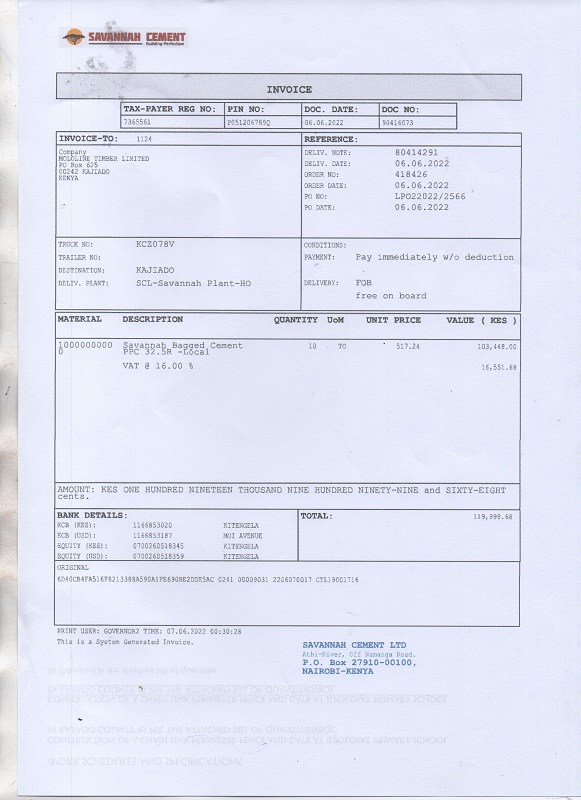 SAVANNAH CEMENT
Building Perfection
INVOICE
TAX-PAYER REG NO: PIN NO: DOC. DATE: DOC NO:
7365561 P051206789Q 06.06.2022 90416073
INVOICE-TO: 1124
Company
MOLOLINE TIMBER LIMITED
PO Box 625
00242 KAJIADO
KENYA
REFERENCE:
DELIV. NOTE: 80414291
DELIV. DATE: 06.06.2022
ORDER NO: 418426
ORDER DATE: 06.06.2022
PO NO: LPO22022/2566
PO DATE: 06.06.2022
TRUCK NO: KCZ078V
TRAILER NO:
DESTINATION: KAJIADO
DELIV. PLANT: SCL-Savannah Plant-HO
CONDITIONS:
PAYMENT: Pay immediately w/o deduction
DELIVERY: FOB
free on board
MATERIAL DESCRIPTION QUANTITY UoM UNIT PRICE VALUE ( KES )
1000000000 Savannah Bagged Cement 10 TO 517.24 103,448.00
0 PPC 32.5R -Local
VAT @ 16.00 % 16,551.68
AMOUNT: KES ONE HUNDRED NINETEEN THOUSAND NINE HUNDRED NINETY-NINE and SIXTY-EIGHT
cents.
BANK DETAILS:
KCB (KES): 1166853020 KITENGELA
KCB (USD): 1166853187 MOI AVENUE
EQUITY (KES): 0700260518345 KITENGELA
EQUITY (USD): 0700260518359 KITENGELA
TOTAL: 119,999.68
ORIGINAL
6D40CB4FA516F8213388A590A1FE690BE2DDE5AC 0241 00009031 2206070017 CTL19001716
PRINT USER: GOVERNOR2 TIME: 07.06.2022 00:30:28
This is a System Generated Invoice.
SAVANNAH CEMENT LTD
Athi-River, Off Namanga Road.
P.O. Box 27910-00100,
NAIROBI-KENYA